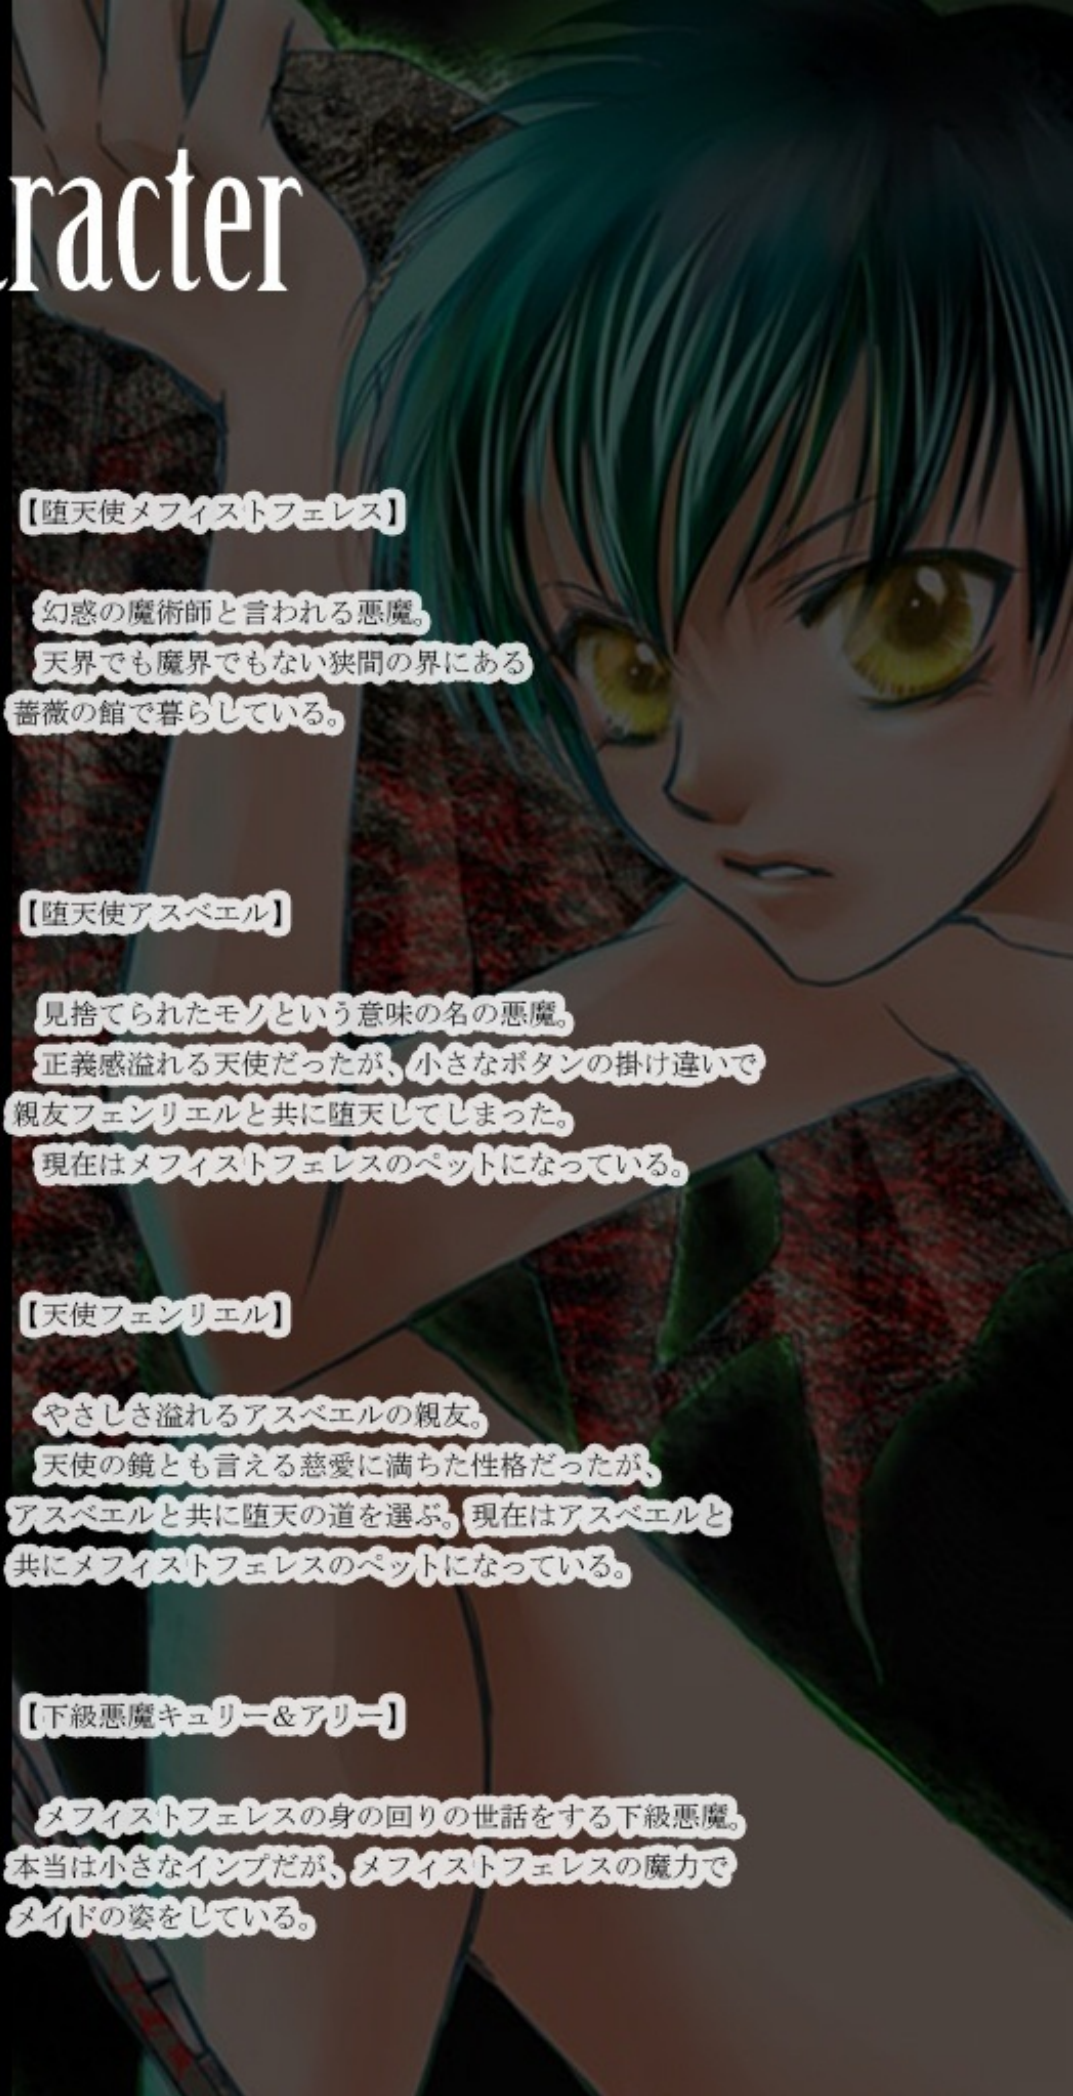 racter
【堕天使メフィストフェレス】
幻惑の魔術師と言われる悪魔。
天界でも魔界でもない狭間の界にある
薔薇の館で暮らしている。
【堕天使アスベエル】
見捨てられたモノという意味の名の悪魔。
正義感溢れる天使だったが、小さなボタンの掛け違いで
親友フェンリエルと共に堕天してしまった。
現在はメフィストフェレスのペットになっている。
【天使フェンリエル】
やさしさ溢れるアスベエルの親友。
天使の鏡とも言える慈愛に満ちた性格だったが、
アスベエルと共に堕天の道を選ぶ。現在はアスベエルと
共にメフィストフェレスのペットになっている。
【下級悪魔キュリー＆アリー】
メフィストフェレスの身の回りの世話をする下級悪魔。
本当は小さなインプだが、メフィストフェレスの魔力で
メイドの姿をしている。